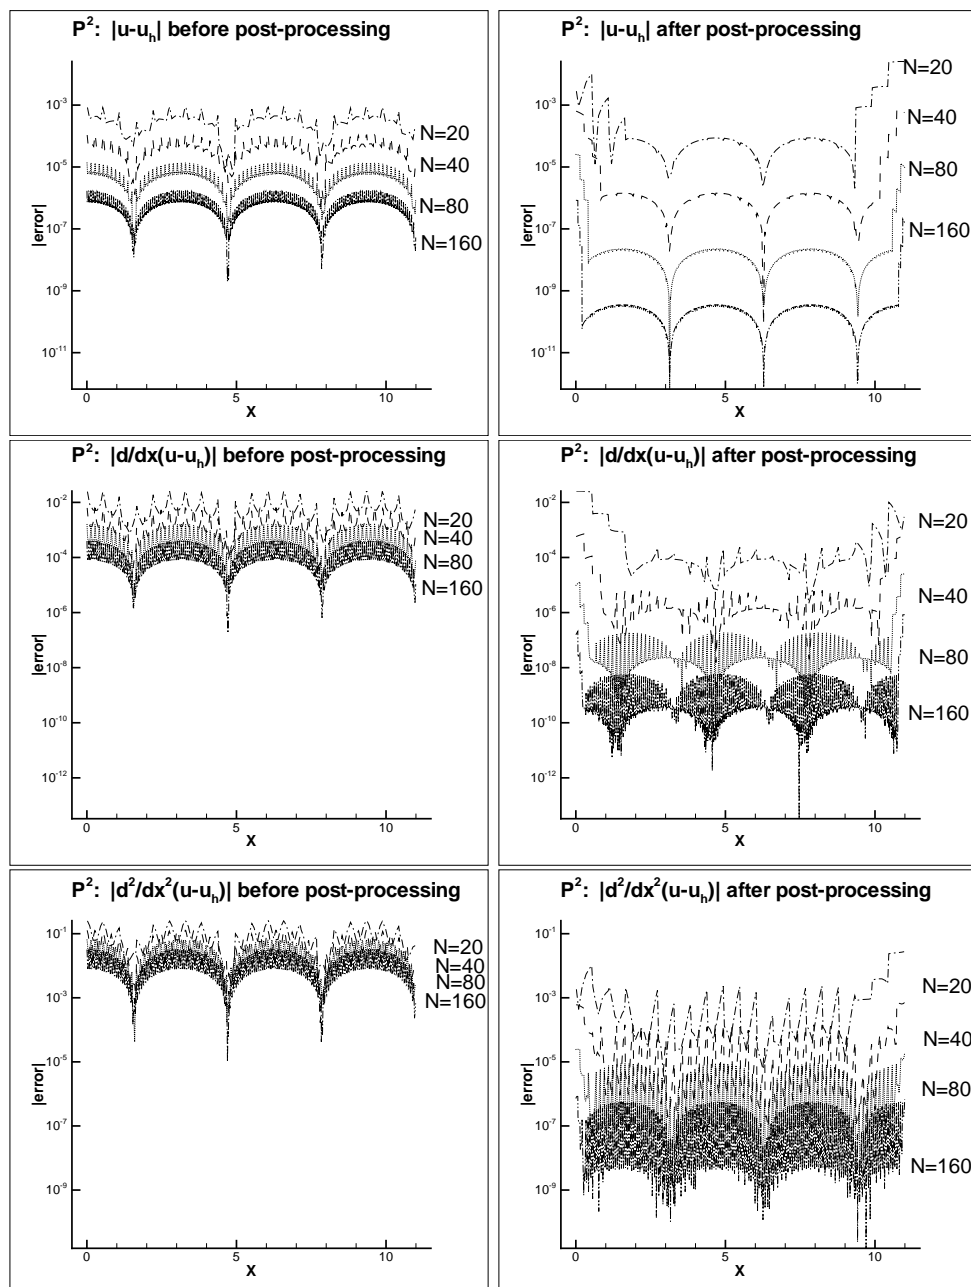 P²: |u-uₕ| before post-processing
10⁻³
10⁻⁵
10⁻⁷
10⁻⁹
10⁻¹¹
|error|
N=20
N=40
N=80
N=160
0
5
10
X
P²: |u-uₕ| after post-processing
10⁻³
10⁻⁵
10⁻⁷
10⁻⁹
10⁻¹¹
|error|
N=20
N=40
N=80
N=160
0
5
10
X
P²: |d/dx(u-uₕ)| before post-processing
10⁻²
10⁻⁴
10⁻⁶
10⁻⁸
10⁻¹⁰
10⁻¹²
|error|
N=20
N=40
N=80
N=160
0
5
10
X
P²: |d/dx(u-uₕ)| after post-processing
10⁻²
10⁻⁴
10⁻⁶
10⁻⁸
10⁻¹⁰
10⁻¹²
|error|
N=20
N=40
N=80
N=160
0
5
10
X
P²: |d²/dx²(u-uₕ)| before post-processing
10⁻¹
10⁻³
10⁻⁵
10⁻⁷
10⁻⁹
|error|
N=20
N=40
N=80
N=160
0
5
10
X
P²: |d²/dx²(u-uₕ)| after post-processing
10⁻¹
10⁻³
10⁻⁵
10⁻⁷
10⁻⁹
|error|
N=20
N=40
N=80
N=160
0
5
10
X